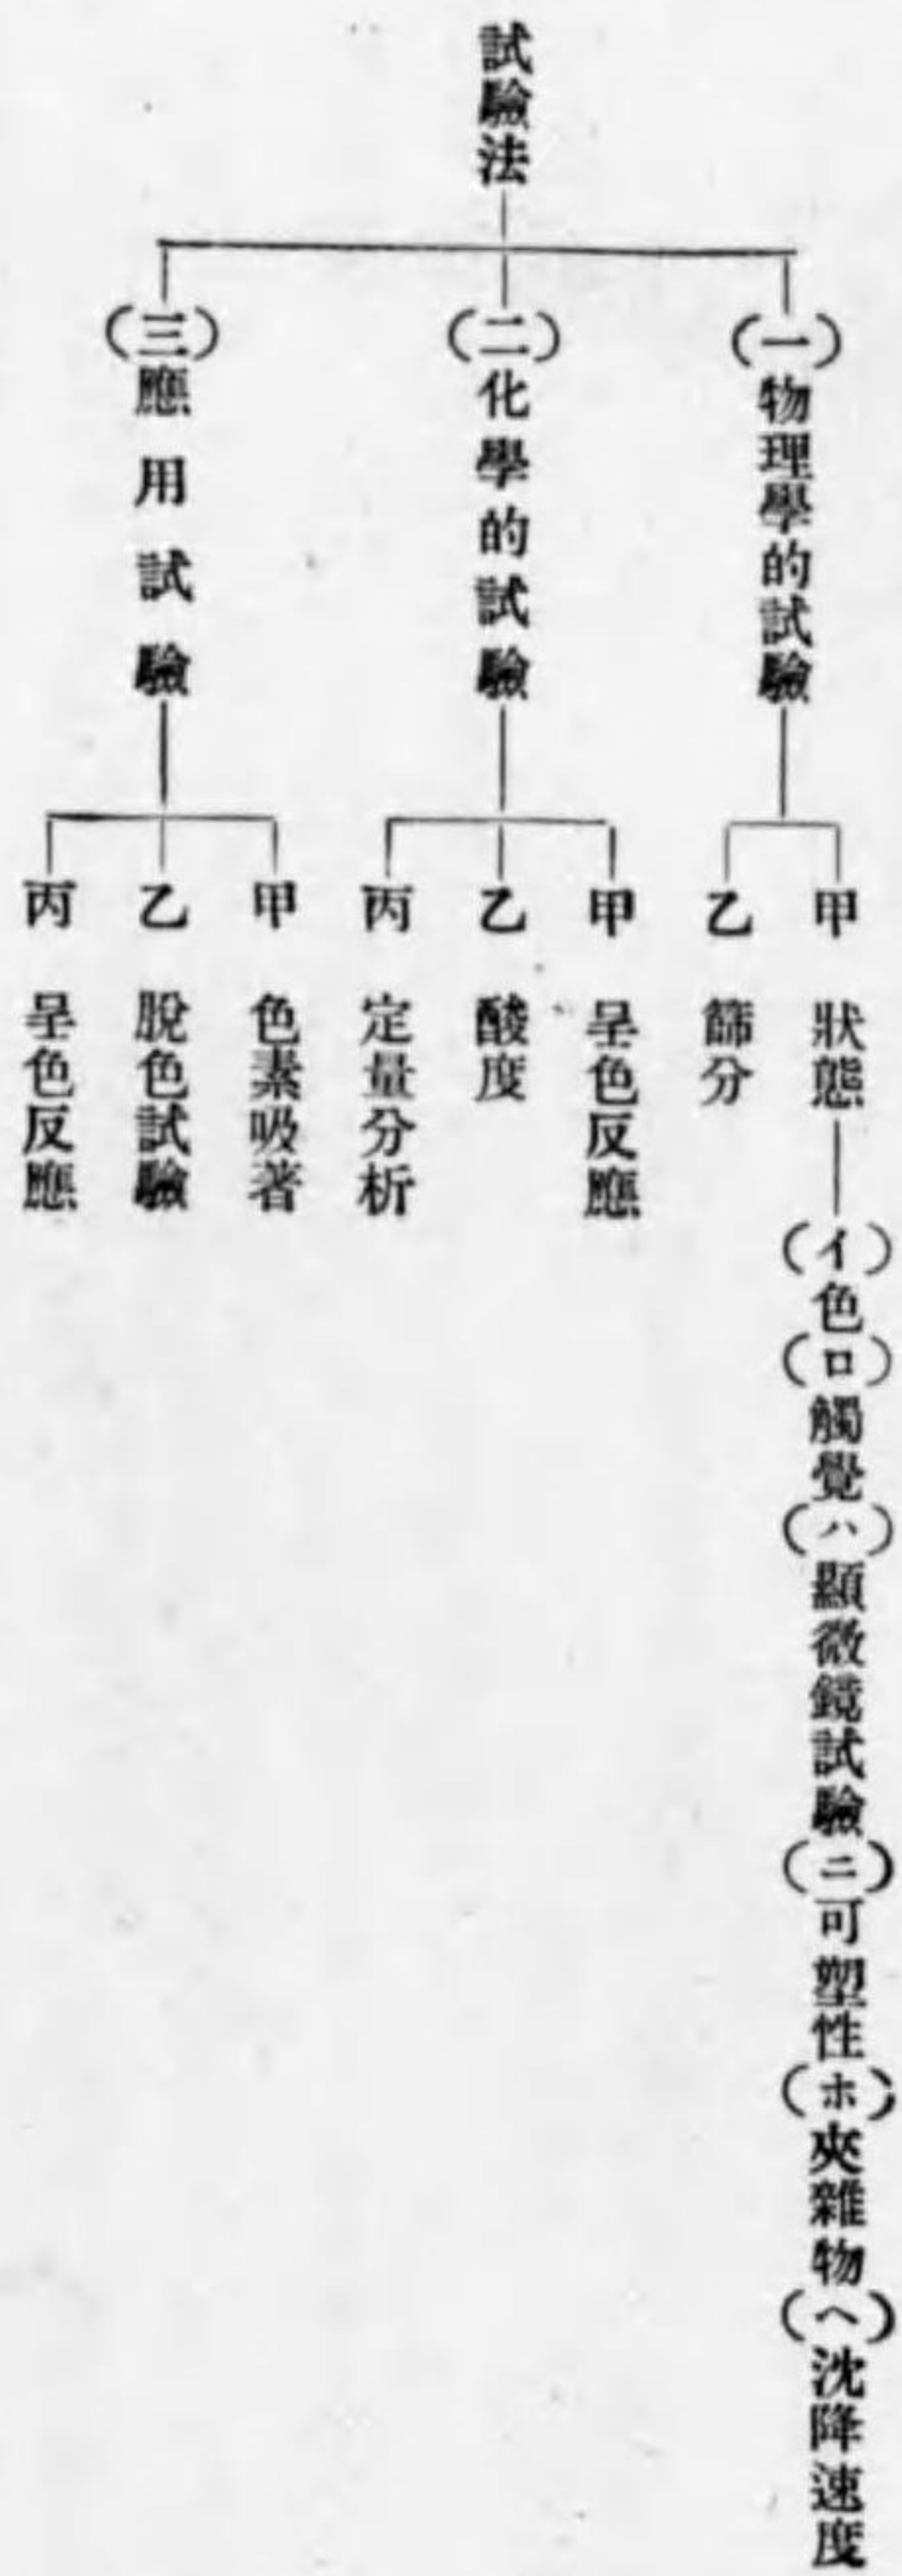 試驗法
(一)物理學的試驗
甲 狀態―(イ)色(ロ)觸覺(ハ)顯微鏡試驗(ニ)可塑性(ホ)夾雜物(ヘ)沈降速度
乙 篩分
(二)化學的試驗
甲 呈色反應
乙 酸度
丙 定量分析
(三)應用試驗
甲 色素吸著
乙 脫色試驗
丙 呈色反應